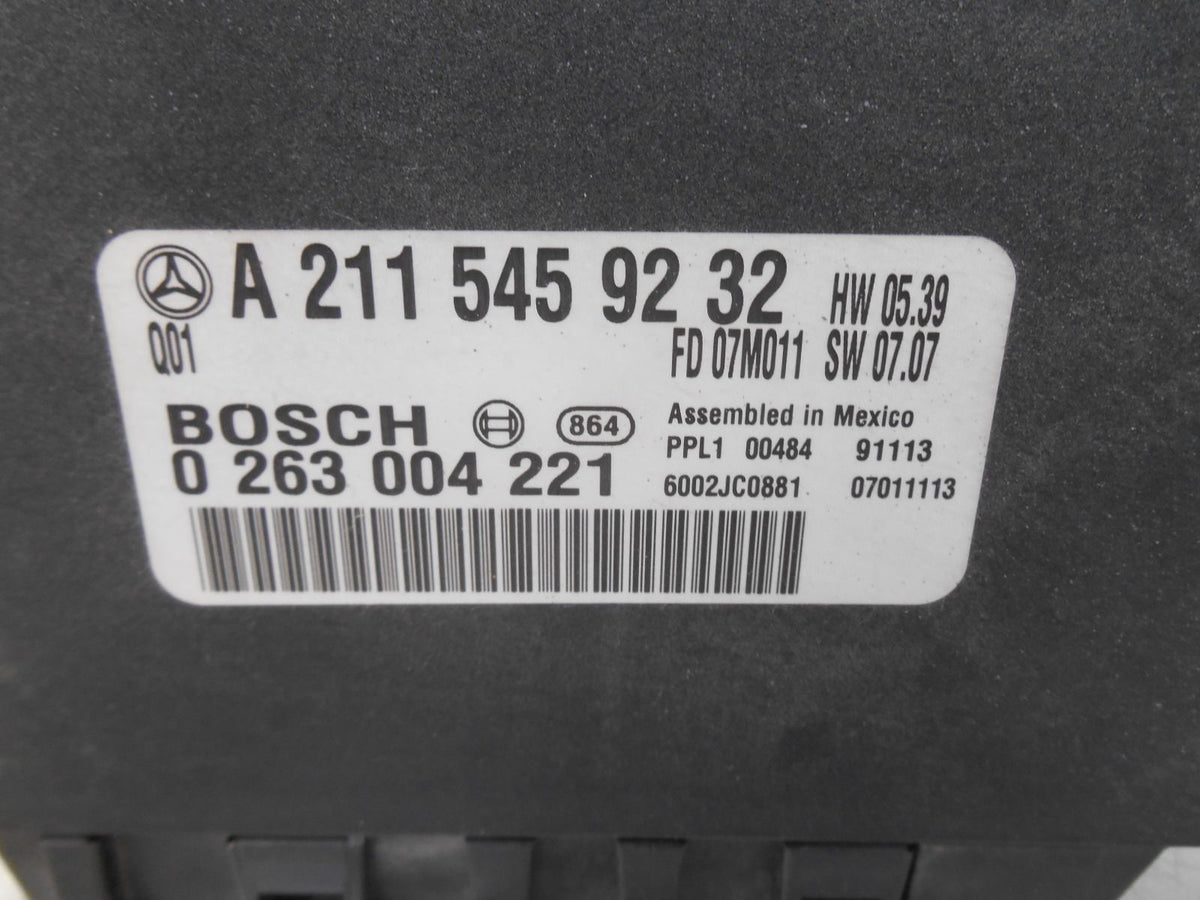 A 211 545 92 32 HW 05.39
Q01 FD 07M011 SW 07.07
BOSCH 864 Assembled in Mexico
0 263 004 221 PPL1 00484 91113
6002JC0881 07011113